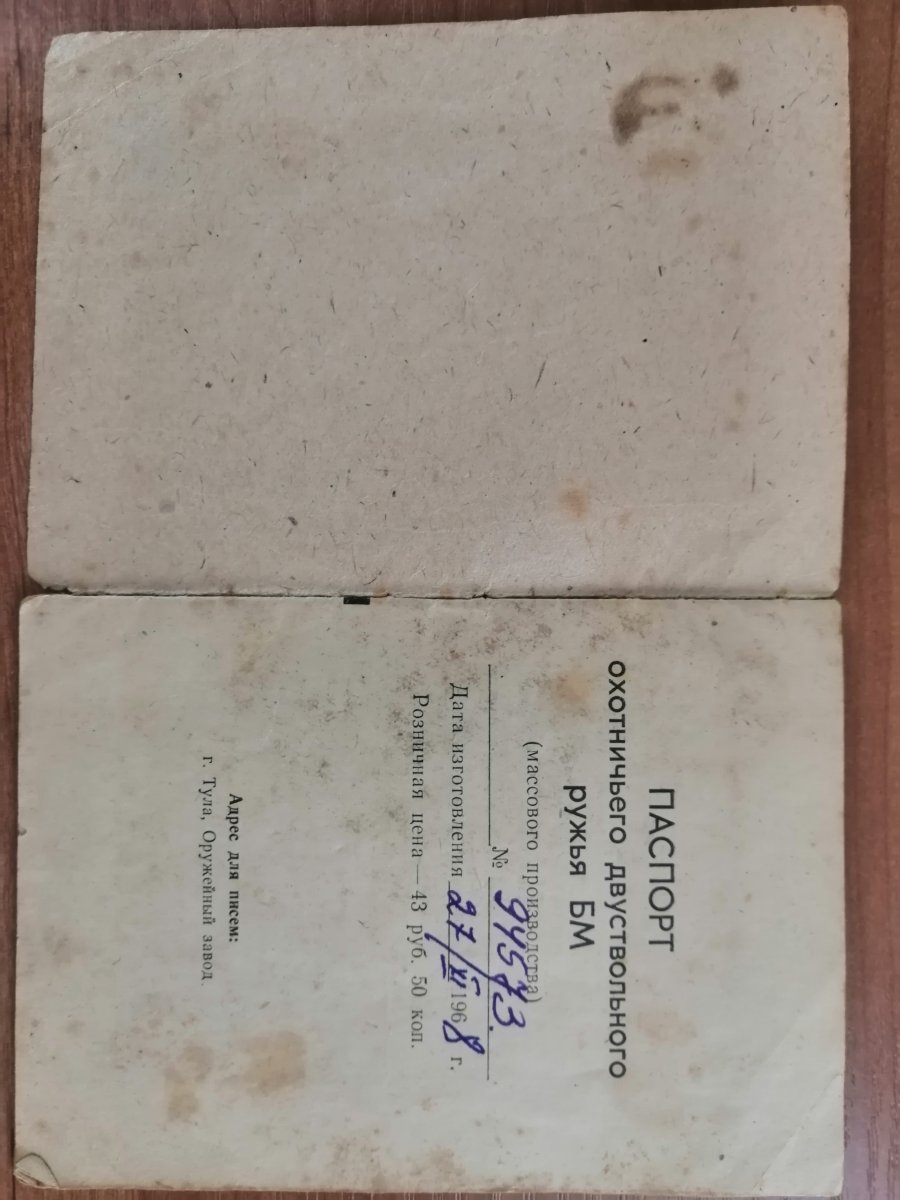 ПАСПОРТ
охотничьего двуствольного
ружья БМ
(массового производства)
№ 94573.
Дата изготовления 27/XI 1968 г.
Розничная цена — 43 руб. 50 коп.
Адрес для писем:
г. Тула, Оружейный завод.